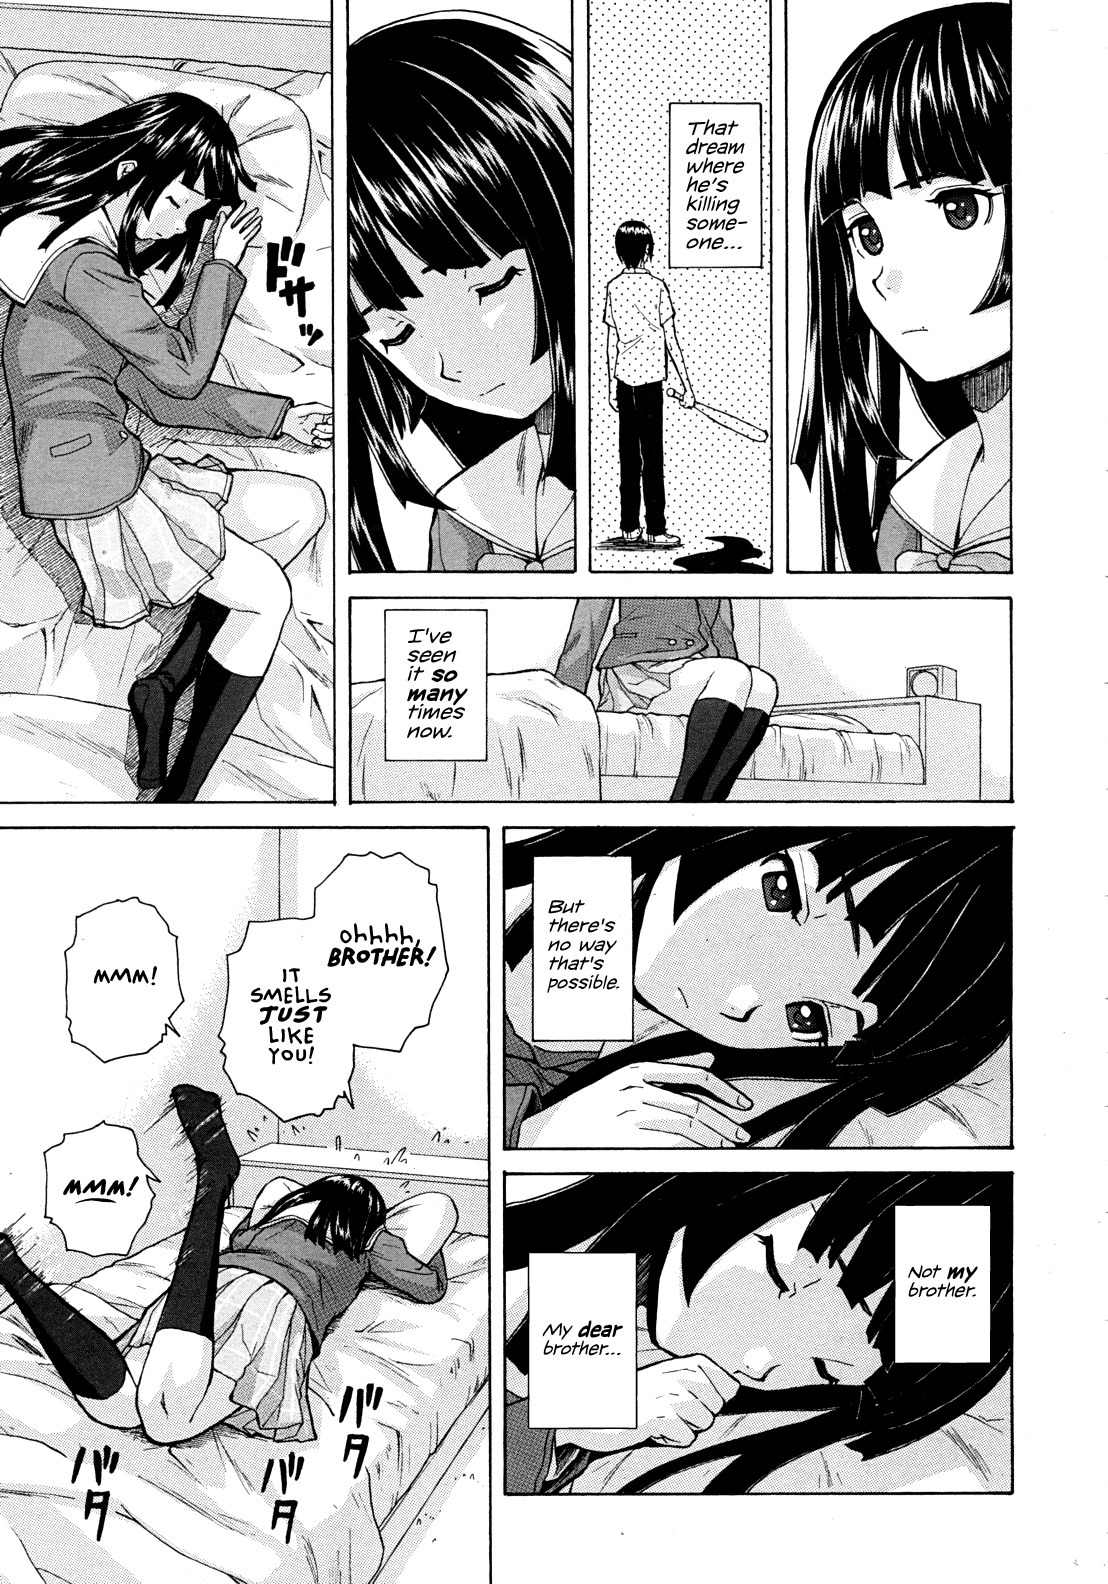 That
dream
where
he's
killing
some-
one...
ドサッ
I've
seen
it so
many
times
now.
But
there's
no way
that's
possible.
Not my
brother.
My dear
brother...
ohhhh,
BROTHER!
IT
SMELLS
JUST
LIKE
YOU!
MMM!
MMM!
バタ
バタ
バタ